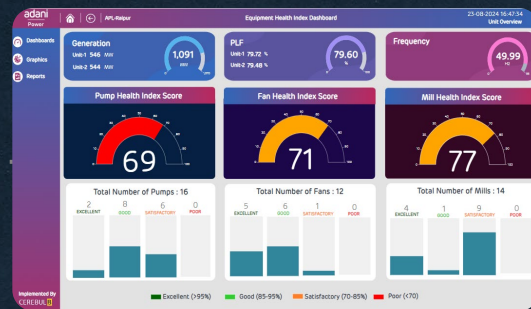 adani
Power
APL-Raipur
Equipment Health Index Dashboard
23-08-2024 16:47:34
Unit Overview
Dashboards
Graphics
Reports
Generation
Unit-1 546 MW
Unit-2 544 MW
1,091
PLF
Unit-1 79.72 %
Unit-2 79.48 %
79.60
%
Frequency
49.99
HZ
Pump Health Index Score
69
Fan Health Index Score
71
Mill Health Index Score
77
Total Number of Pumps : 16
2 8 6 0
EXCELLENT GOOD SATISFACTORY POOR
Total Number of Fans : 12
5 6 1 0
EXCELLENT GOOD SATISFACTORY POOR
Total Number of Mills : 14
4 1 9 0
EXCELLENT GOOD SATISFACTORY POOR
Excellent (>95%) Good (85-95%) Satisfactory (70-85%) Poor (<70)
Implemented By
CEREBULB